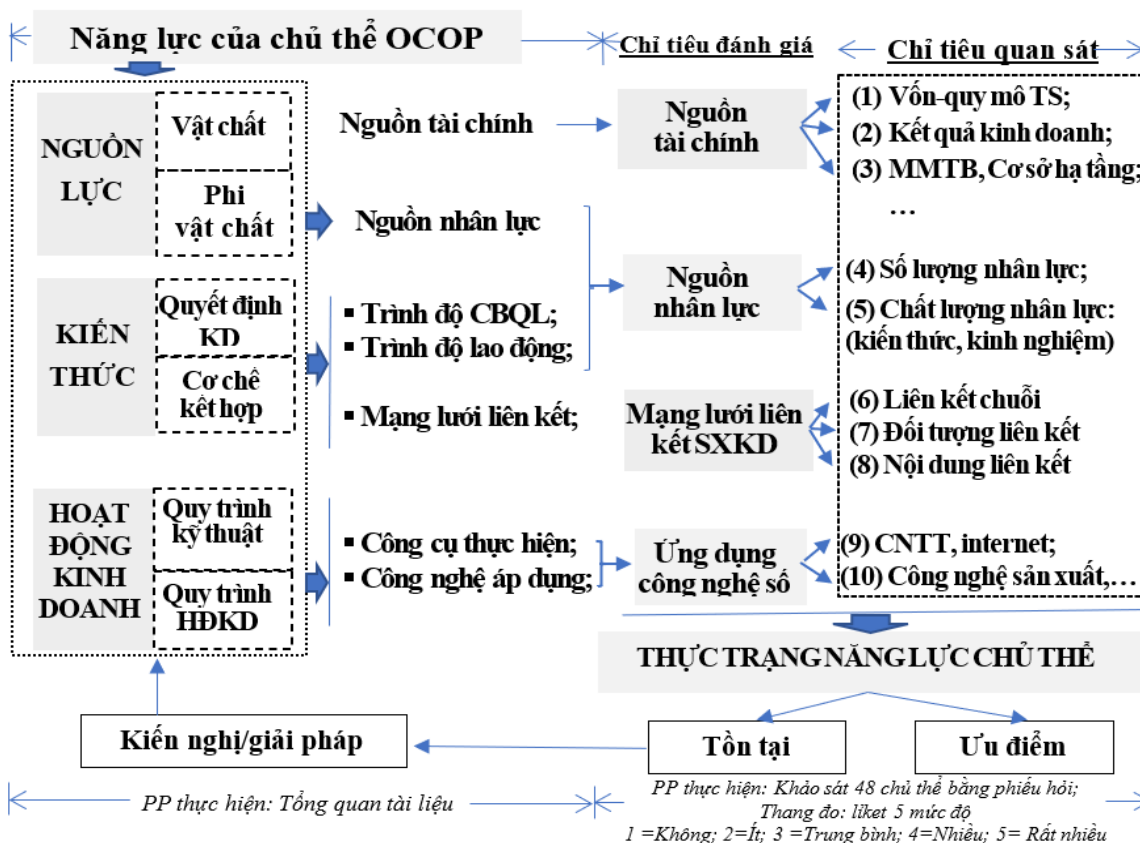 Năng lực của chủ thể OCOP
Chỉ tiêu đánh giá
Chỉ tiêu quan sát
NGUỒN
LỰC
Vật chất
Phi
vật chất
Nguồn tài chính
Nguồn nhân lực
Nguồn
tài chính
(1) Vốn-quy mô TS;
(2) Kết quả kinh doanh;
(3) MMTB, Cơ sở hạ tầng;
…
KIẾN
THỨC
Quyết định
KD
Cơ chế
kết hợp
▪ Trình độ CBQL;
▪ Trình độ lao động;
▪ Mạng lưới liên kết;
Nguồn
nhân lực
(4) Số lượng nhân lực;
(5) Chất lượng nhân lực:
(kiến thức, kinh nghiệm)
Mạng lưới liên
kết SXKD
(6) Liên kết chuỗi
(7) Đối tượng liên kết
(8) Nội dung liên kết
HOẠT
ĐỘNG
KINH
DOANH
Quy trình
kỹ thuật
Quy trình
HĐKD
▪ Công cụ thực hiện;
▪ Công nghệ áp dụng;
Ứng dụng
công nghệ số
(9) CNTT, internet;
(10) Công nghệ sản xuất,…
THỰC TRẠNG NĂNG LỰC CHỦ THỂ
Kiến nghị/giải pháp
Tồn tại
Ưu điểm
PP thực hiện: Tổng quan tài liệu
PP thực hiện: Khảo sát 48 chủ thể bằng phiếu hỏi;
Thang đo: líket 5 mức độ
1 =Không; 2=Ít; 3 =Trung bình; 4=Nhiều; 5= Rất nhiều